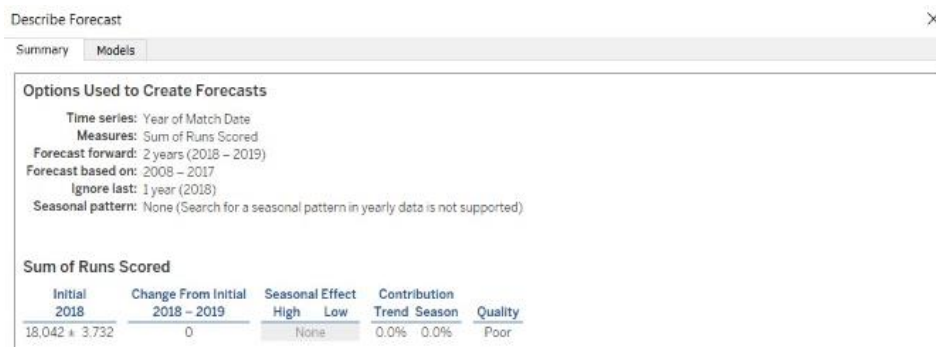 Describe Forecast
Summary Models
Options Used to Create Forecasts
Time series: Year of Match Date
Measures: Sum of Runs Scored
Forecast forward: 2 years (2018 – 2019)
Forecast based on: 2008 – 2017
Ignore last: 1 year (2018)
Seasonal pattern: None (Search for a seasonal pattern in yearly data is not supported)
Sum of Runs Scored
Initial Change From Initial Seasonal Effect Contribution
2018 2018 – 2019 High Low Trend Season Quality
18,042 ± 3,732 0 None 0.0% 0.0% Poor